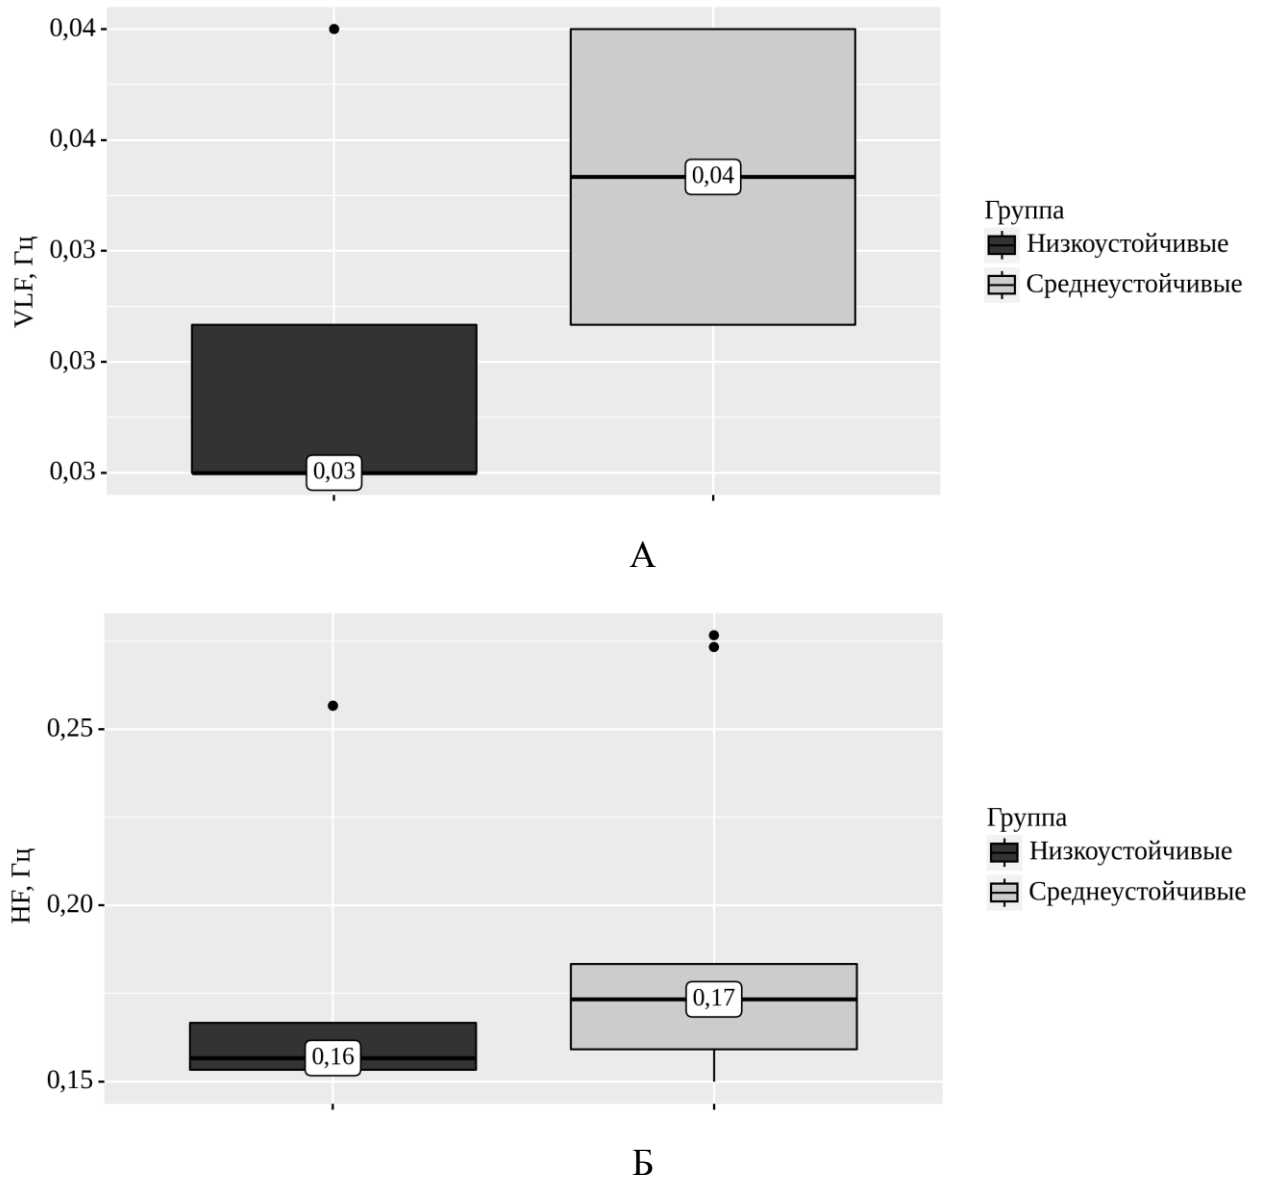 0,04
0,04
0,03
0,03
0,03
VLF, Гц
0,03
0,04
Группа
Низкоустойчивые
Среднеустойчивые
А
0,25
0,20
0,15
HF, Гц
0,16
0,17
Группа
Низкоустойчивые
Среднеустойчивые
Б